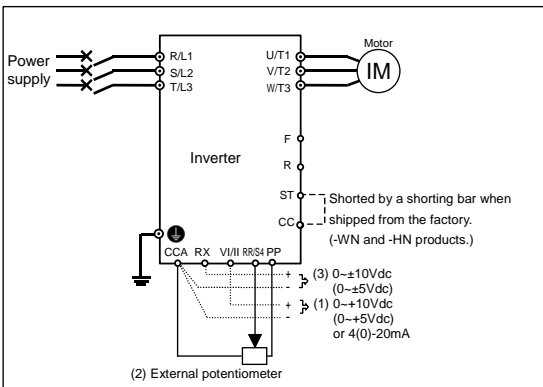 Motor
Power
supply
R/L1
S/L2
T/L3
U/T1
V/T2
W/T3
IM
F
R
Inverter
ST
CC
Shorted by a shorting bar when
shipped from the factory.
(-WN and -HN products.)
CCA RX VI/II RR/S4 PP
+
-
(3) 0~±10Vdc
(0~±5Vdc)
+
-
(1) 0~+10Vdc
(0~+5Vdc)
or 4(0)-20mA
(2) External potentiometer